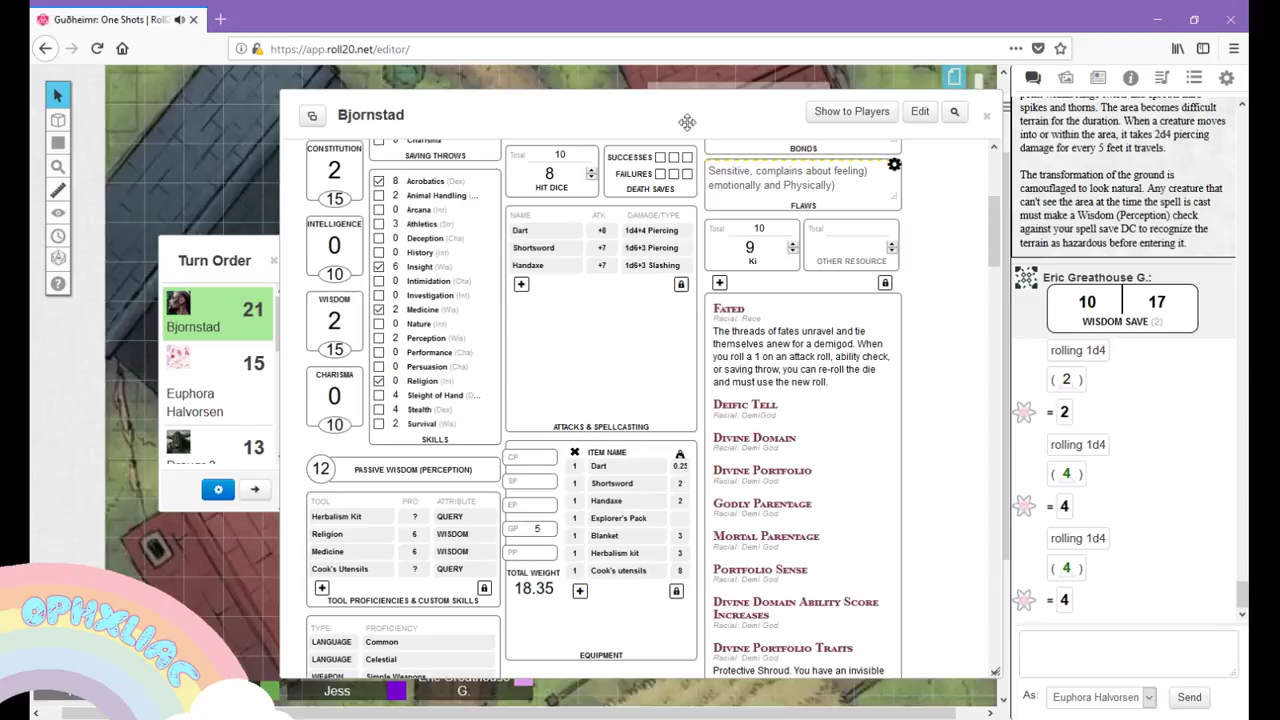 Guðheimr: One Shots | Roll2
https://app.roll20.net/editor/
Bjornstad
Show to Players
Edit
Turn Order
Bjornstad
21
Euphora
Halvorsen
15
13
CONSTITUTION
2
15
INTELLIGENCE
0
10
WISDOM
2
15
CHARISMA
0
10
Charisma
SAVING THROWS
8 Acrobatics (Dex)
2 Animal Handling (...
0 Arcana (Int)
3 Athletics (Str)
0 Deception (Cha)
0 History (Int)
6 Insight (Wis)
0 Intimidation (Cha)
0 Investigation (Int)
2 Medicine (Wis)
0 Nature (Int)
2 Perception (Wis)
0 Performance (Cha)
0 Persuasion (Cha)
0 Religion (Int)
4 Sleight of Hand (D...
4 Stealth (Dex)
2 Survival (Wis)
SKILLS
12 PASSIVE WISDOM (PERCEPTION)
TOOL PRO ATTRIBUTE
Herbalism Kit ? QUERY
Religion 6 WISDOM
Medicine 6 WISDOM
Cook's Utensils ? QUERY
TOOL PROFICIENCIES & CUSTOM SKILLS
TYPE PROFICIENCY
LANGUAGE Common
LANGUAGE Celestial
Total 10
8
HIT DICE
SUCCESSES
FAILURES
DEATH SAVES
NAME ATK DAMAGE/TYPE
Dart +8 1d4+4 Piercing
Shortsword +7 1d6+3 Piercing
Handaxe +7 1d6+3 Slashing
ATTACKS & SPELLCASTING
CP
SP
EP
GP 5
PP
TOTAL WEIGHT
18.35
ITEM NAME
1 Dart 0.25
1 Shortsword 2
1 Handaxe 2
1 Explorer's Pack
1 Blanket 3
1 Herbalism kit 3
1 Cook's utensils 8
EQUIPMENT
BONDS
Sensitive, complains about feeling)
emotionally and Physically)
FLAWS
Total 10
9
Ki
Total
OTHER RESOURCE
Fated
Racial: Race
The threads of fates unravel and tie
themselves anew for a demigod. When
you roll a 1 on an attack roll, ability check,
or saving throw, you can re-roll the die
and must use the new roll.
Deific Tell
Racial: DemiGod
Divine Domain
Racial: Demi God
Divine Portfolio
Racial: Demi God
Godly Parentage
Racial: Demi God
Mortal Parentage
Racial: Demi God
Portfolio Sense
Racial: Demi God
Divine Domain Ability Score
Increases
Racial: Demi God
Divine Portfolio Traits
Racial: Demi God
Protective Shroud. You have an invisible
spikes and thorns. The area becomes difficult
terrain for the duration. When a creature moves
into or within the area, it takes 2d4 piercing
damage for every 5 feet it travels.
The transformation of the ground is
camouflaged to look natural. Any creature that
can't see the area at the time the spell is cast
must make a Wisdom (Perception) check
against your spell save DC to recognize the
terrain as hazardous before entering it.
Eric Greathouse G.:
10 17
WISDOM SAVE (2)
rolling 1d4
( 2 )
= 2
rolling 1d4
( 4 )
= 4
rolling 1d4
( 4 )
= 4
As: Euphora Halvorsen
Send
Jess
G.
8PHXLIAC